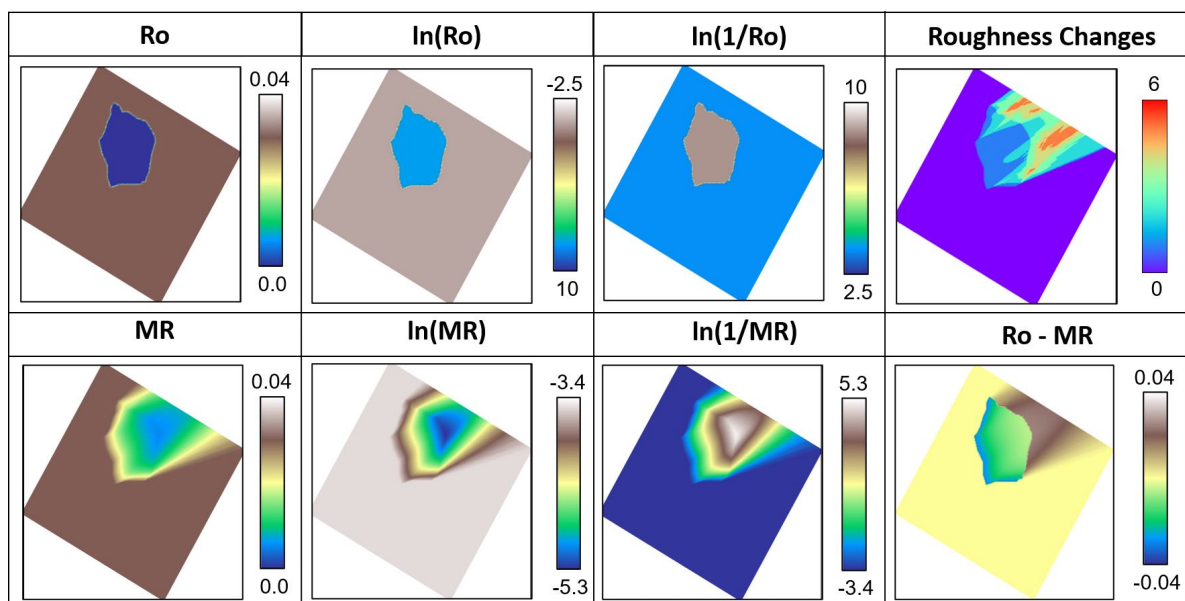 Ro
ln(Ro)
ln(1/Ro)
Roughness Changes
0.04
0.0
-2.5
10
10
2.5
6
0
MR
ln(MR)
ln(1/MR)
Ro - MR
0.04
0.0
-3.4
-5.3
5.3
-3.4
0.04
-0.04